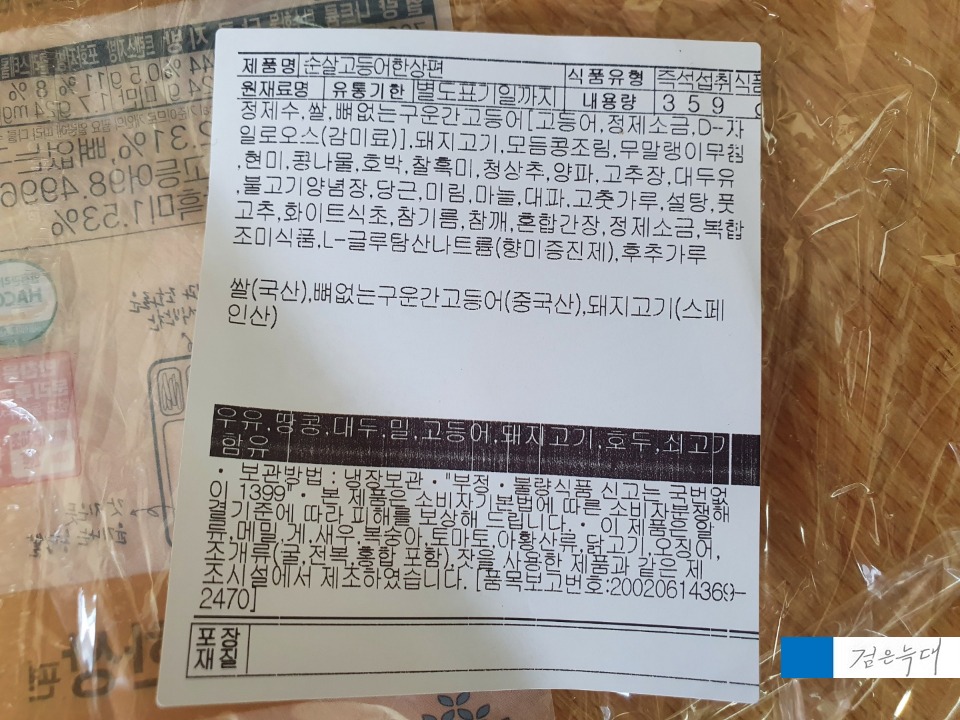 제품명 순살고등어한상편 식품유형 즉석섭취식품
원재료명 유통기한 별도표기일까지 내용량 359
정제수,쌀,뼈없는구운간고등어[고등어,정제소금,D-자
일로오스(감미료)],돼지고기,모듬콩조림,무말랭이무침
,현미,콩나물,호박,찰흑미,청상추,양파,고추장,대두유
,불고기양념장,당근,미림,마늘,대파,고춧가루,설탕,풋
고추,화이트식초,참기름,참깨,혼합간장,정제소금,복합
조미식품,L-글루탐산나트륨(향미증진제),후추가루
쌀(국산),뼈없는구운간고등어(중국산),돼지고기(스페
인산)
우유,땅콩,대두,밀,고등어,돼지고기,호두,쇠고기
함유
· 보관방법 : 냉장보관 · "부정 · 불량식품 신고는 국번없
이 1399" · 본 제품은 소비자기본법에 따른 소비자분쟁해
결기준에 따라 피해를 보상해 드립니다. · 이 제품은 알
류,메밀,게,새우,복숭아,토마토,아황산류,닭고기,오징어,
조개류(굴,전복,홍합 포함),잣을 사용한 제품과 같은 제
조시설에서 제조하였습니다. [품목보고번호:20020614369-
2470]
포장
재질
검은늑대